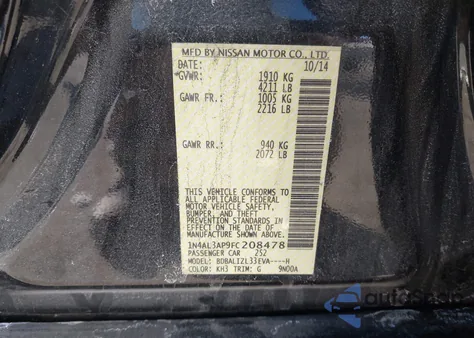 MFD BY NISSAN MOTOR CO., LTD.
DATE: 10/14
*GVWR: 1910 KG
4211 LB
GAWR FR: 1005 KG
2216 LB
GAWR RR: 940 KG
2072 LB
THIS VEHICLE CONFORMS TO
ALL APPLICABLE FEDERAL
MOTOR VEHICLE SAFETY,
BUMPER, AND THEFT
PREVENTION STANDARDS
IN EFFECT ON THE DATE OF
MANUFACTURE SHOWN ABOVE.
1N4AL3AP9FC208478
PASSENGER CAR 252
MODEL: BDBALIZL33EVA----H
COLOR: KH3 TRIM: G 9N00A